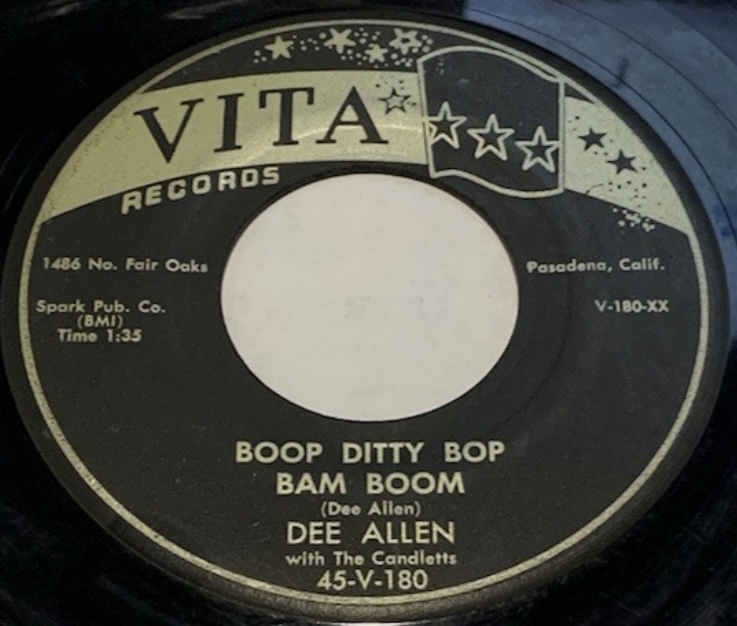 VITA
RECORDS
1486 No. Fair Oaks
Pasadena, Calif.
Spark Pub. Co.
(BMI)
Time 1:35
V-180-XX
BOOP DITTY BOP
BAM BOOM
(Dee Allen)
DEE ALLEN
with The Candletts
45-V-180